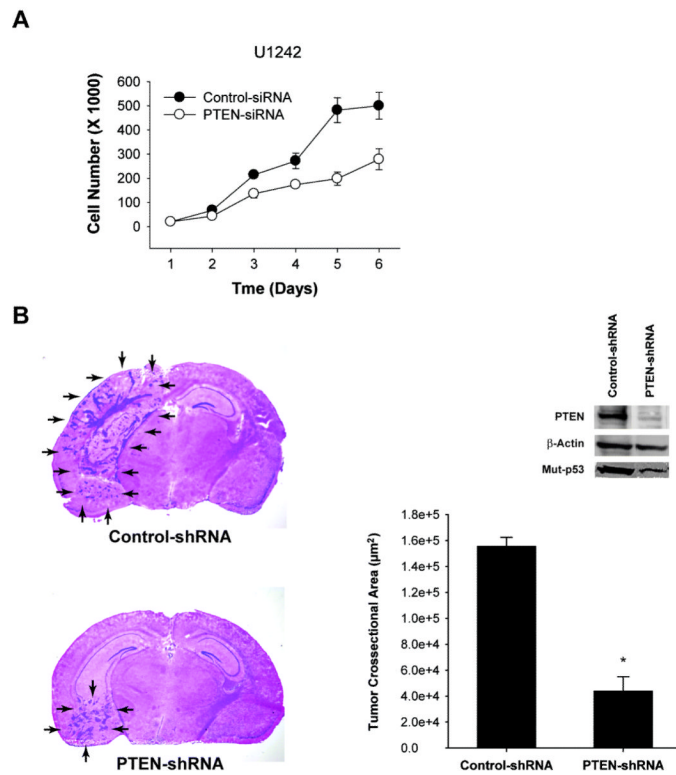 A
U1242
600
500
400
300
200
100
0
Cell Number (X 1000)
Control-siRNA
PTEN-siRNA
1 2 3 4 5 6
Tme (Days)
B
Control-shRNA
PTEN-shRNA
Control-shRNA PTEN-shRNA
PTEN
β-Actin
Mut-p53
1.8e+5
1.6e+5
1.4e+5
1.2e+5
1.0e+5
8.0e+4
6.0e+4
4.0e+4
2.0e+4
0.0
Tumor Crossectional Area (µm²)
*
Control-shRNA PTEN-shRNA